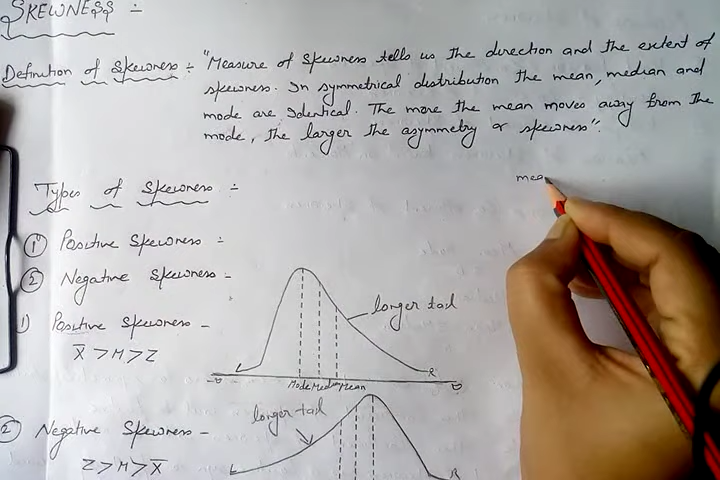 SKEWNESS :-
Definition of Skewness :- "Measure of Skewness tells us the direction and the extent of
skewness. In symmetrical distribution the mean, median and
mode are identical. The more the mean moves away from the
mode, the larger the asymmetry or skewness".
mea
Types of Skewness :-
① Positive Skewness :-
② Negative Skewness :-
1) Positive Skewness -
longer tail
X̅ > M > Z
L
R
Mode Median Mean
2) Negative Skewness -
longer tail
Z > M > X̅
L
R